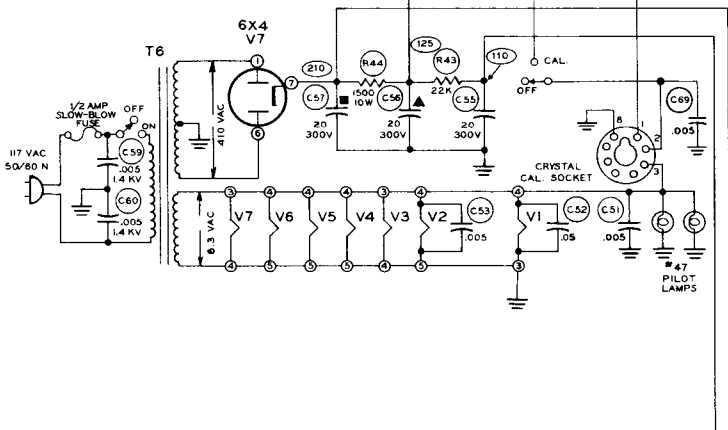 6X4
V7
T6
1
7
6
210
R44
1500
10W
125
R43
22K
110
CAL.
OFF
C57
20
300V
C56
20
300V
C55
20
300V
C69
.005
8
1
2
3
CRYSTAL
CAL. SOCKET
410 VAC
1/2 AMP
SLOW-BLOW
FUSE
OFF
ON
117 VAC
50/60 N
C59
.005
1.4 KV
C60
.005
1.4 KV
6.3 VAC
3 4 4 4 3 4 4
V7 V6 V5 V4 V3 V2 V1
C53
.005
C52
.05
C51
.005
4 5 5 5 4 5 3
#47
PILOT
LAMPS